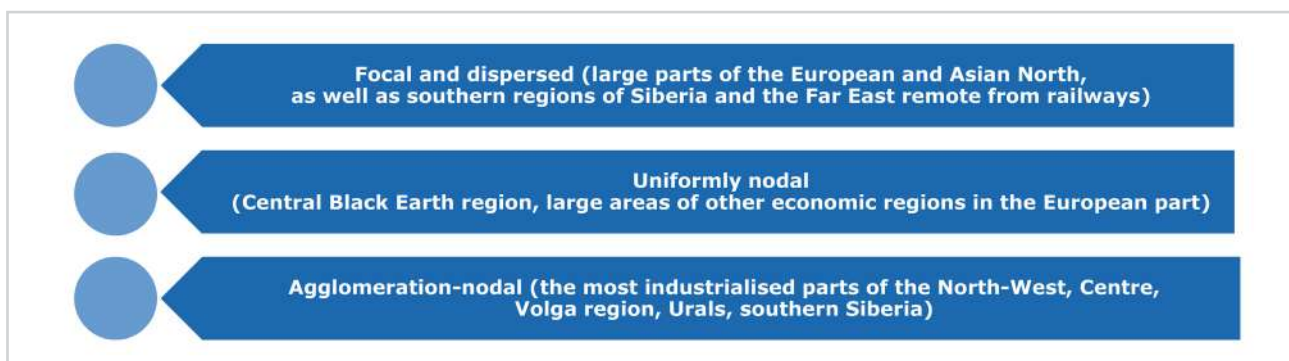 Focal and dispersed (large parts of the European and Asian North,
as well as southern regions of Siberia and the Far East remote from railways)
Uniformly nodal
(Central Black Earth region, large areas of other economic regions in the European part)
Agglomeration-nodal (the most industrialised parts of the North-West, Centre,
Volga region, Urals, southern Siberia)